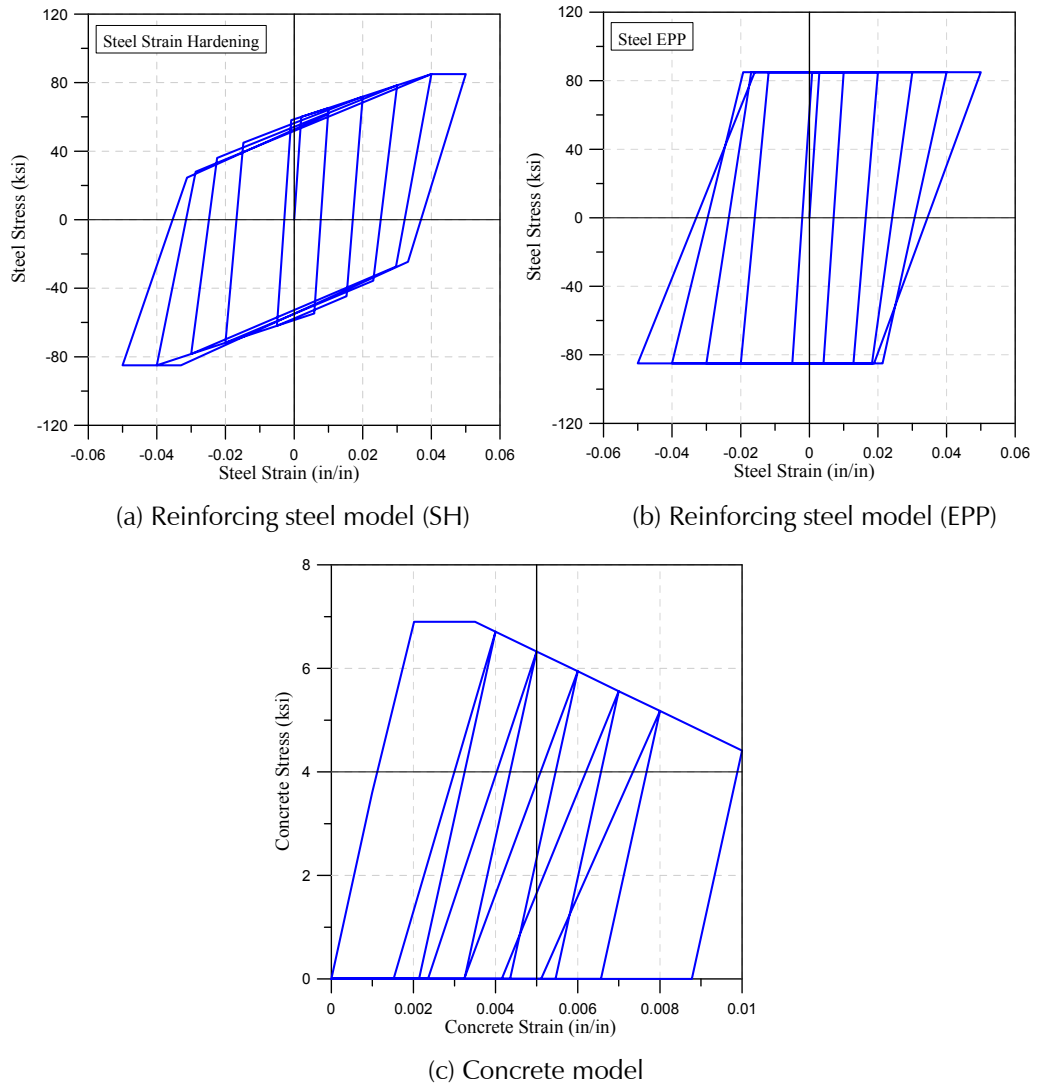 120
80
40
0
-40
-80
-120
Steel Stress (ksi)
Steel Strain Hardening
-0.06 -0.04 -0.02 0 0.02 0.04 0.06
Steel Strain (in/in)
(a) Reinforcing steel model (SH)
120
80
40
0
-40
-80
-120
Steel Stress (ksi)
Steel EPP
-0.06 -0.04 -0.02 0 0.02 0.04 0.06
Steel Strain (in/in)
(b) Reinforcing steel model (EPP)
8
6
4
2
0
Concrete Stress (ksi)
0 0.002 0.004 0.006 0.008 0.01
Concrete Strain (in/in)
(c) Concrete model